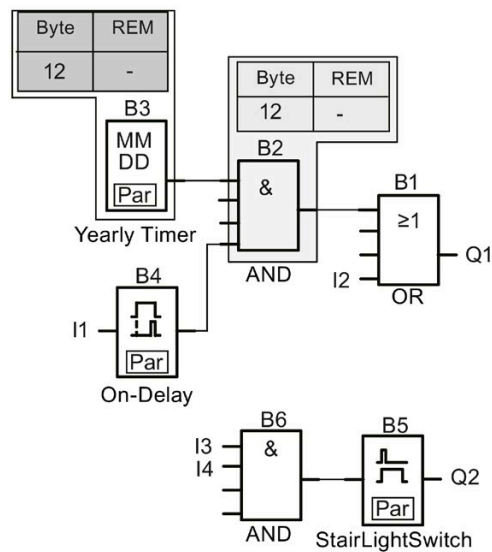 Byte REM
12 -
B3
MM
DD
Par
Yearly Timer
Byte REM
12 -
B2
&
AND
B1
≥1
I2
Q1
OR
B4
I1
Par
On-Delay
B6
I3
I4
&
AND
B5
Par
Q2
StairLightSwitch